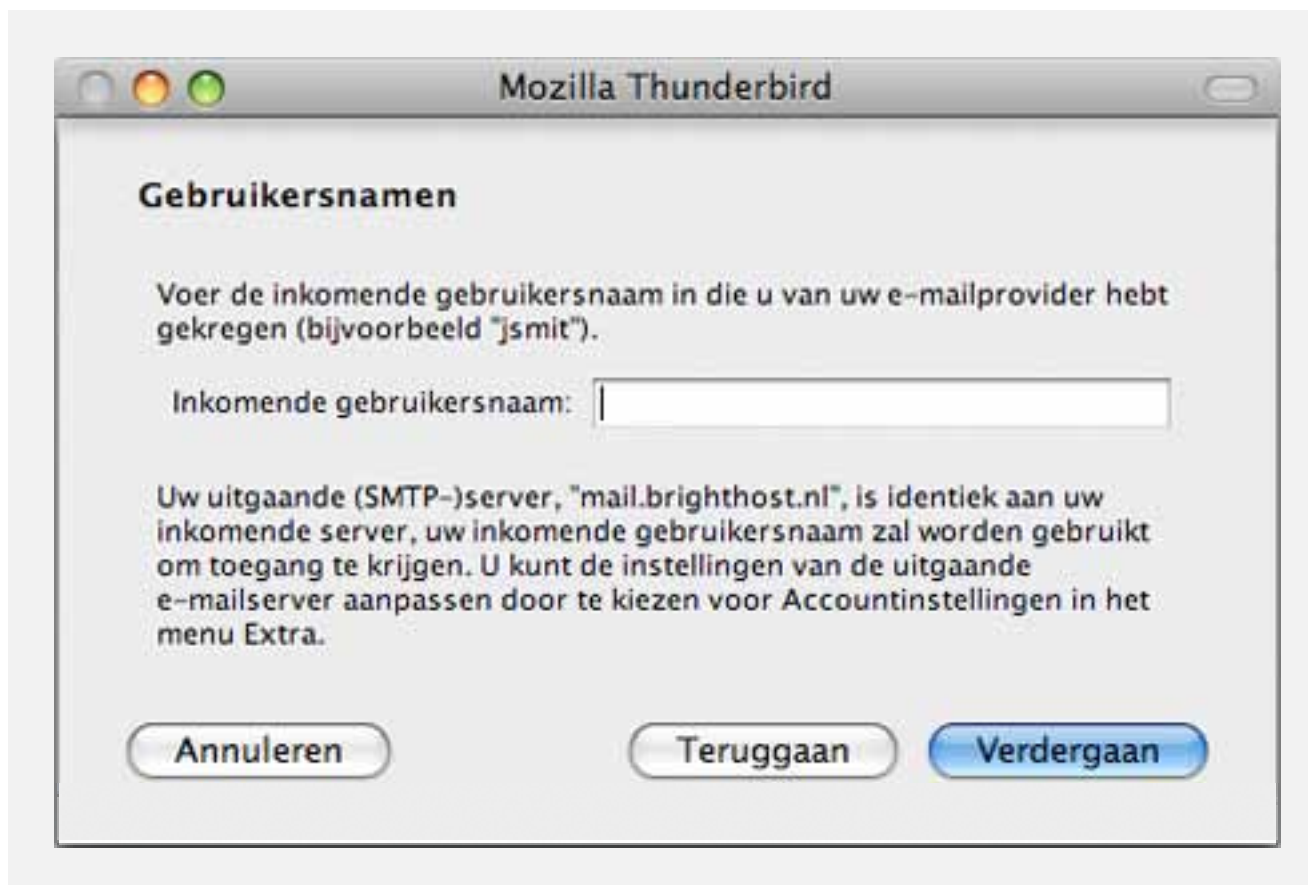 Mozilla Thunderbird
Gebruikersnamen
Voer de inkomende gebruikersnaam in die u van uw e-mailprovider hebt
gekregen (bijvoorbeeld "jsmit").
Inkomende gebruikersnaam:
Uw uitgaande (SMTP-)server, "mail.brighthost.nl", is identiek aan uw
inkomende server, uw inkomende gebruikersnaam zal worden gebruikt
om toegang te krijgen. U kunt de instellingen van de uitgaande
e-mailserver aanpassen door te kiezen voor Accountinstellingen in het
menu Extra.
Annuleren Teruggaan Verdergaan